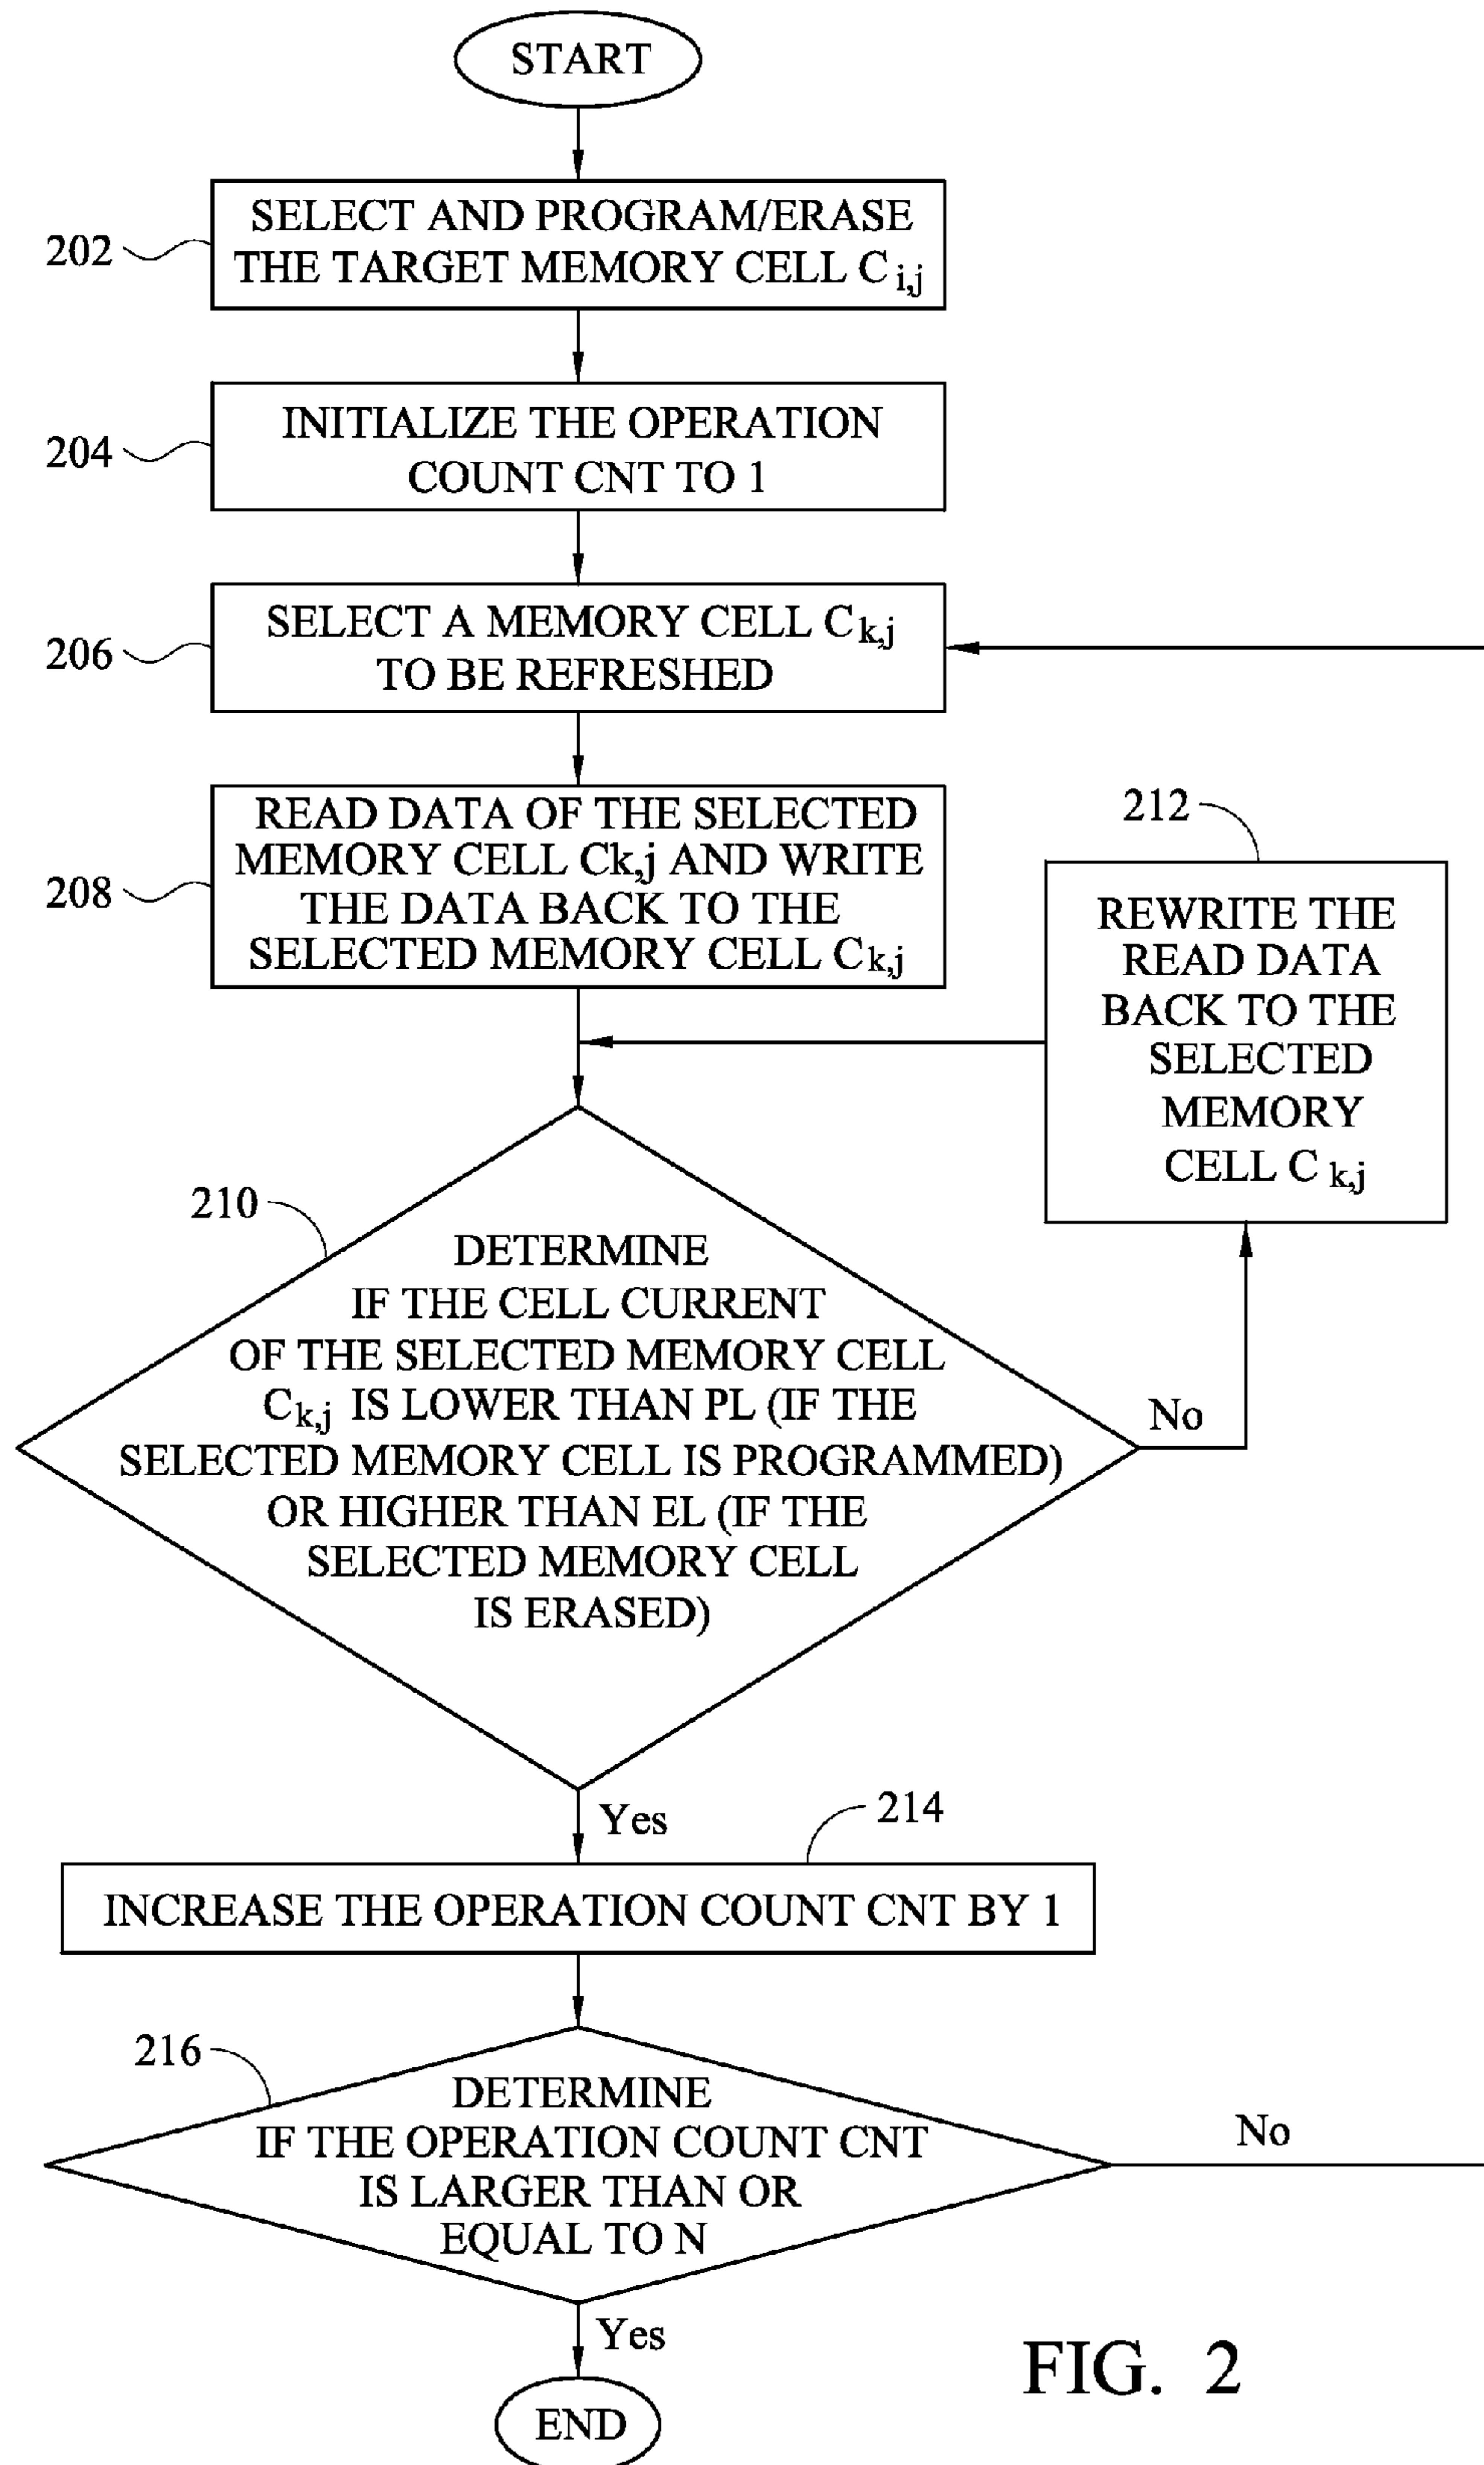 START
202
SELECT AND PROGRAM/ERASE
THE TARGET MEMORY CELL C i,j
204
INITIALIZE THE OPERATION
COUNT CNT TO 1
206
SELECT A MEMORY CELL C k,j
TO BE REFRESHED
208
READ DATA OF THE SELECTED
MEMORY CELL Ck,j AND WRITE
THE DATA BACK TO THE
SELECTED MEMORY CELL C k,j
212
REWRITE THE
READ DATA
BACK TO THE
SELECTED
MEMORY
CELL C k,j
210
DETERMINE
IF THE CELL CURRENT
OF THE SELECTED MEMORY CELL
C k,j IS LOWER THAN PL (IF THE
SELECTED MEMORY CELL IS PROGRAMMED)
OR HIGHER THAN EL (IF THE
SELECTED MEMORY CELL
IS ERASED)
No
Yes
214
INCREASE THE OPERATION COUNT CNT BY 1
216
DETERMINE
IF THE OPERATION COUNT CNT
IS LARGER THAN OR
EQUAL TO N
No
Yes
END
FIG. 2